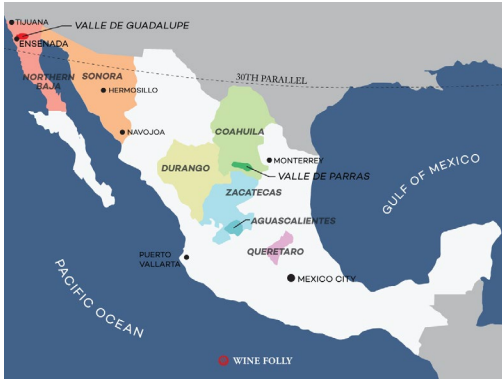 TIJUANA
VALLE DE GUADALUPE
ENSENADA
NORTHERN
BAJA
SONORA
30TH PARALLEL
HERMOSILLO
COAHUILA
NAVOJOA
MONTERREY
DURANGO
VALLE DE PARRAS
ZACATECAS
GULF OF MEXICO
AGUASCALIENTES
PUERTO
VALLARTA
QUERETARO
MEXICO CITY
PACIFIC OCEAN
WINE FOLLY